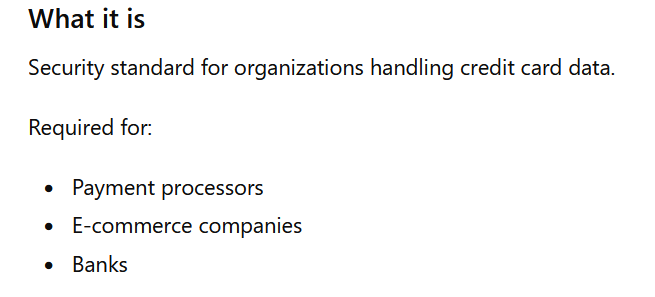 What it is
Security standard for organizations handling credit card data.
Required for:
• Payment processors
• E-commerce companies
• Banks